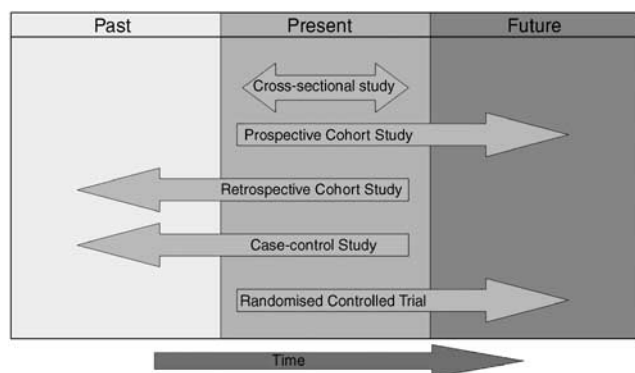 Past Present Future
Cross-sectional study
Prospective Cohort Study
Retrospective Cohort Study
Case-control Study
Randomised Controlled Trial
Time